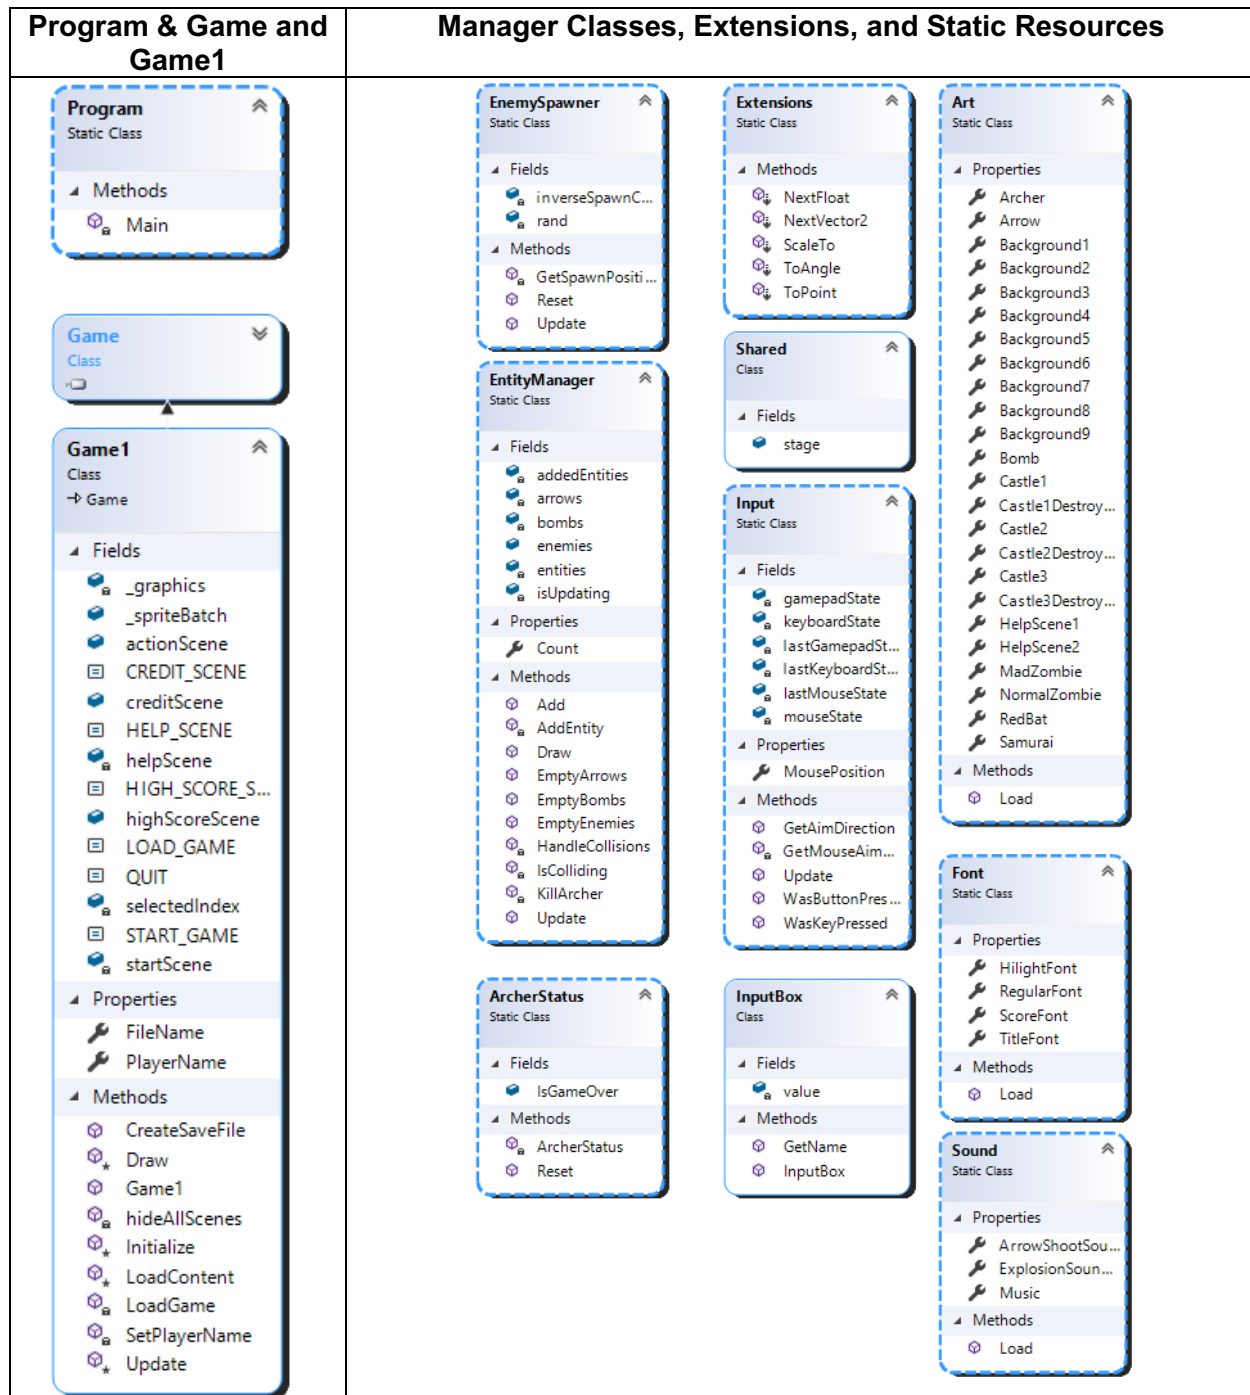 Program & Game and
Game1
Manager Classes, Extensions, and Static Resources
Program
Static Class
Methods
Main
Game
Class
Game1
Class
Game
Fields
_graphics
_spriteBatch
actionScene
CREDIT_SCENE
creditScene
HELP_SCENE
helpScene
HIGH_SCORE_S...
highScoreScene
LOAD_GAME
QUIT
selectedIndex
START_GAME
startScene
Properties
FileName
PlayerName
Methods
CreateSaveFile
Draw
Game1
hideAllScenes
Initialize
LoadContent
LoadGame
SetPlayerName
Update
EnemySpawner
Static Class
Fields
inverseSpawnC...
rand
Methods
GetSpawnPositi...
Reset
Update
EntityManager
Static Class
Fields
addedEntities
arrows
bombs
enemies
entities
isUpdating
Properties
Count
Methods
Add
AddEntity
Draw
EmptyArrows
EmptyBombs
EmptyEnemies
HandleCollisions
IsColliding
KillArcher
Update
ArcherStatus
Static Class
Fields
IsGameOver
Methods
ArcherStatus
Reset
Extensions
Static Class
Methods
NextFloat
NextVector2
ScaleTo
ToAngle
ToPoint
Shared
Class
Fields
stage
Input
Static Class
Fields
gamepadState
keyboardState
lastGamepadSt...
lastKeyboardSt...
lastMouseState
mouseState
Properties
MousePosition
Methods
GetAimDirection
GetMouseAim...
Update
WasButtonPres...
WasKeyPressed
InputBox
Class
Fields
value
Methods
GetName
InputBox
Art
Static Class
Properties
Archer
Arrow
Background1
Background2
Background3
Background4
Background5
Background6
Background7
Background8
Background9
Bomb
Castle1
Castle1Destroy...
Castle2
Castle2Destroy...
Castle3
Castle3Destroy...
HelpScene1
HelpScene2
MadZombie
NormalZombie
RedBat
Samurai
Methods
Load
Font
Static Class
Properties
HilightFont
RegularFont
ScoreFont
TitleFont
Methods
Load
Sound
Static Class
Properties
ArrowShootSou...
ExplosionSoun...
Music
Methods
Load